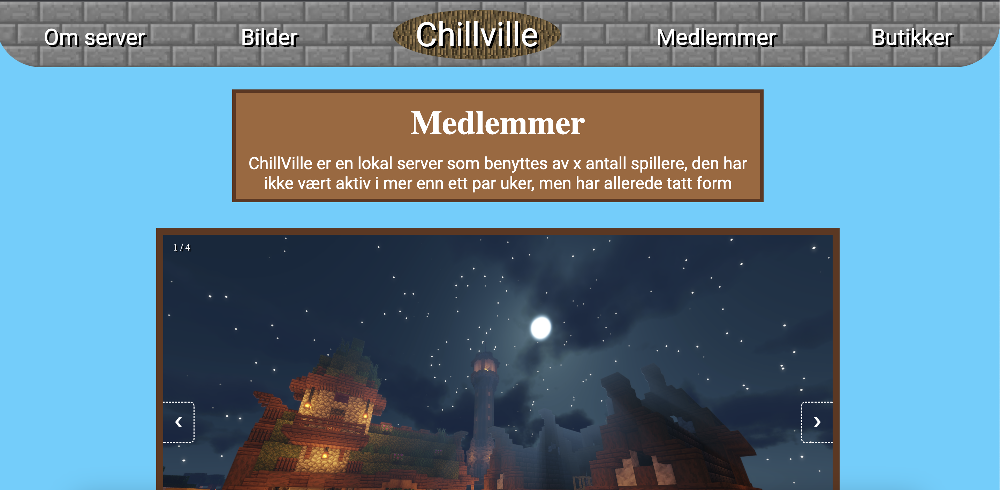 Om server
Bilder
Chillville
Medlemmer
Butikker
Medlemmer
ChillVille er en lokal server som benyttes av x antall spillere, den har
ikke vært aktiv i mer enn ett par uker, men har allerede tatt form
1 / 4
❮
❯